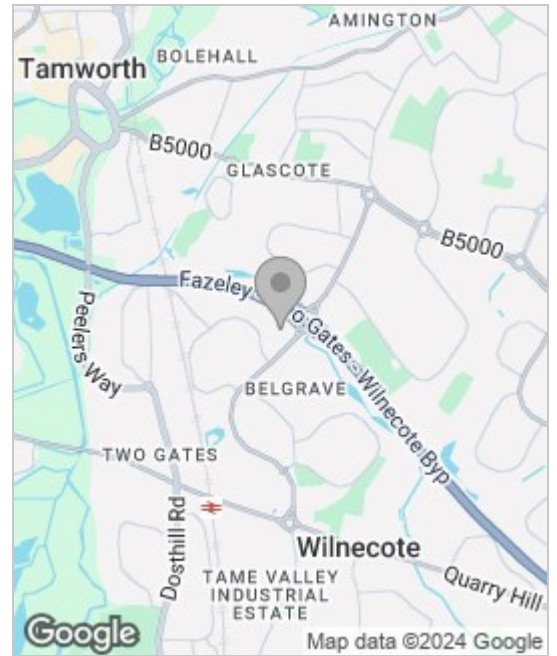 AMINGTON
BOLEHALL
Tamworth
B5000
GLASCOTE
B5000
Fazeley
o Gates - Wilnecote Byp
Peelers Way
BELGRAVE
TWO GATES
Dosthill Rd
Wilnecote
TAME VALLEY
INDUSTRIAL
ESTATE
Quarry Hill
Google
Map data ©2024 Google